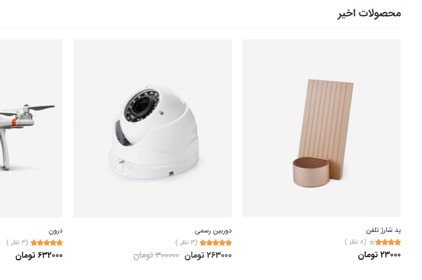 محصولات اخیر
پد شارژ تلفن
(۸ نظر)
۲۳۰۰۰ تومان
دوربین رسمی
(۳ نظر)
۲۶۳۰۰۰ تومان ۳۰۰۰۰۰ تومان
درون
(۳ نظر)
۶۳۲۰۰۰ تومان